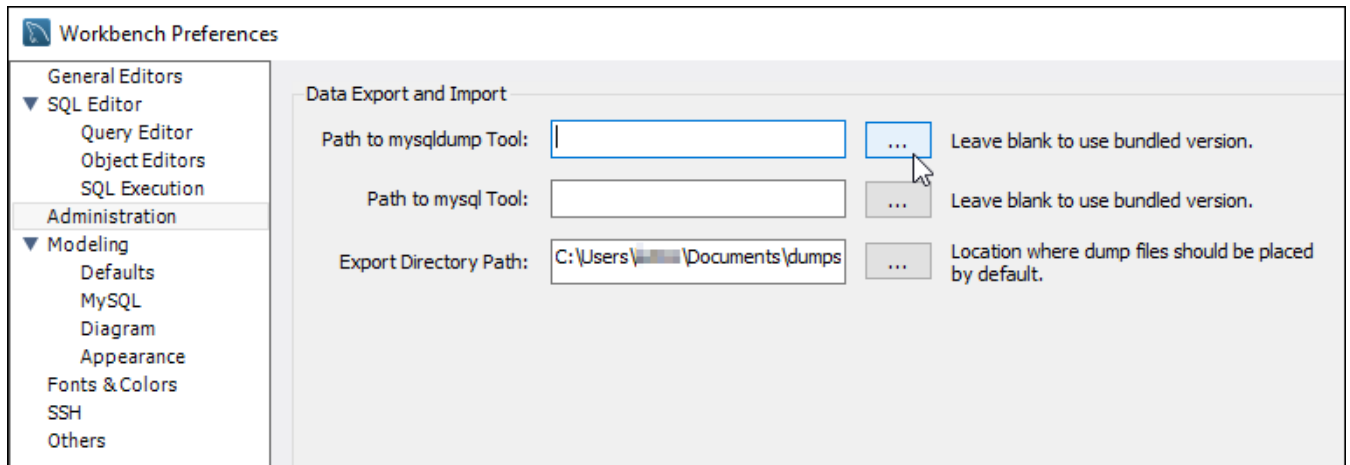 Workbench Preferences
General Editors
SQL Editor
Query Editor
Object Editors
SQL Execution
Administration
Modeling
Defaults
MySQL
Diagram
Appearance
Fonts & Colors
SSH
Others
Data Export and Import
Path to mysqldump Tool:
...
Leave blank to use bundled version.
Path to mysql Tool:
...
Leave blank to use bundled version.
Export Directory Path:
C:\Users\ \Documents\dumps
...
Location where dump files should be placed
by default.